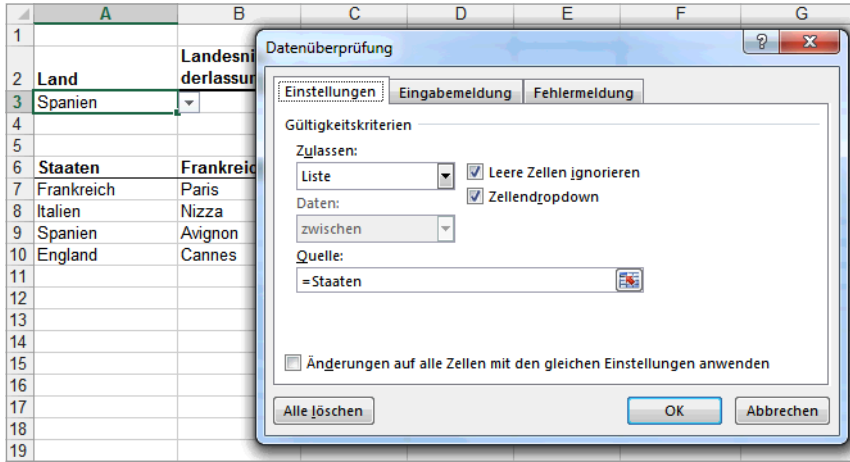 A B C D E F G
1
Datenüberprüfung ?
2 Land Landesni
derlassun
Einstellungen Eingabemeldung Fehlermeldung
3 Spanien
Gültigkeitskriterien
4
Zulassen:
5
6 Staaten Frankreic
Liste Leere Zellen ignorieren
7 Frankreich Paris
Daten: Zellendropdown
8 Italien Nizza
zwischen
9 Spanien Avignon
Quelle:
10 England Cannes
=Staaten
11
12
13
14
Änderungen auf alle Zellen mit den gleichen Einstellungen anwenden
15
16
Alle löschen OK Abbrechen
17
18
19